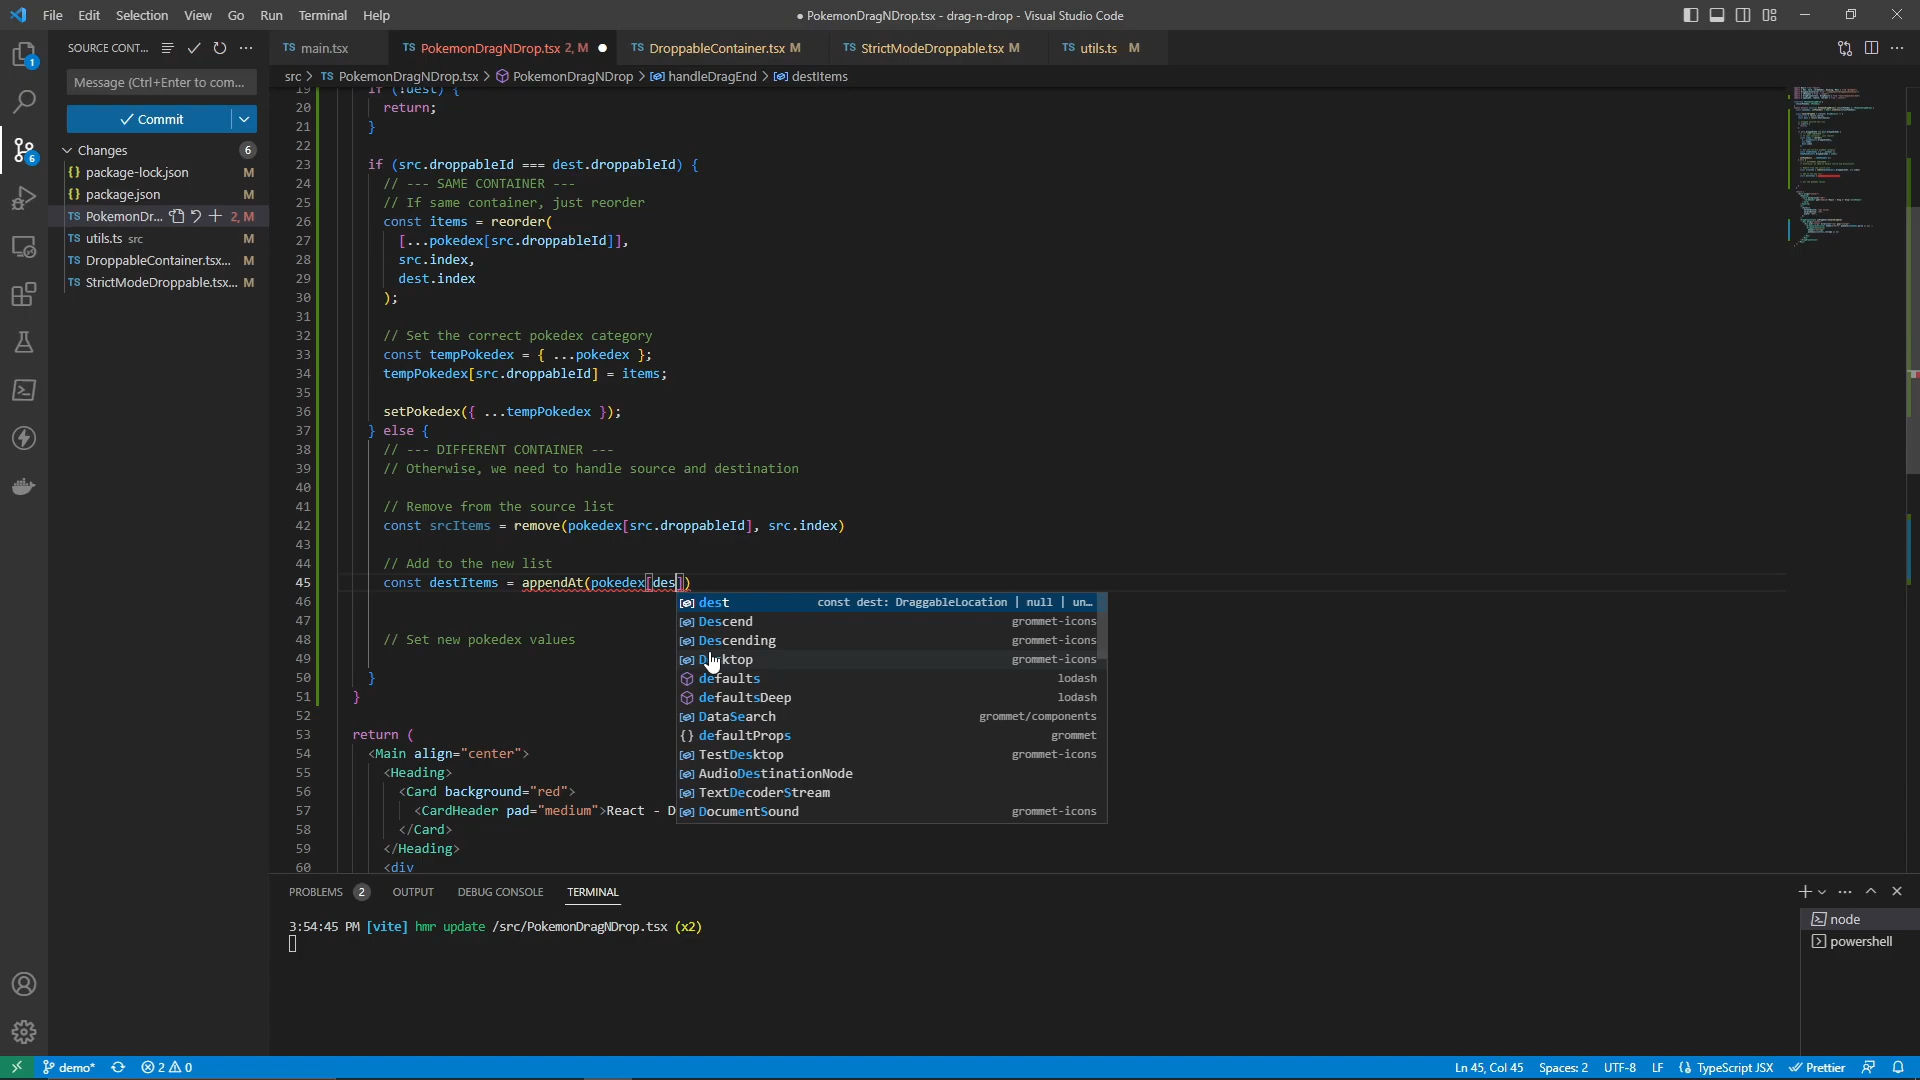 File Edit Selection View Go Run Terminal Help
● PokemonDragNDrop.tsx - drag-n-drop - Visual Studio Code
SOURCE CONT...
TS main.tsx
TS PokemonDragNDrop.tsx 2, M ●
TS DroppableContainer.tsx M
TS StrictModeDroppable.tsx M
TS utils.ts M
src > TS PokemonDragNDrop.tsx > PokemonDragNDrop > handleDragEnd > destItems
1
6
Message (Ctrl+Enter to com...
Commit
Changes 6
{} package-lock.json M
{} package.json M
TS PokemonDr... 2, M
TS utils.ts src M
TS DroppableContainer.tsx... M
TS StrictModeDroppable.tsx... M
19 if (!dest) {
20 return;
21 }
22
23 if (src.droppableId === dest.droppableId) {
24 // --- SAME CONTAINER ---
25 // If same container, just reorder
26 const items = reorder(
27 [...pokedex[src.droppableId]],
28 src.index,
29 dest.index
30 );
31
32 // Set the correct pokedex category
33 const tempPokedex = { ...pokedex };
34 tempPokedex[src.droppableId] = items;
35
36 setPokedex({ ...tempPokedex });
37 } else {
38 // --- DIFFERENT CONTAINER ---
39 // Otherwise, we need to handle source and destination
40
41 // Remove from the source list
42 const srcItems = remove(pokedex[src.droppableId], src.index)
43
44 // Add to the new list
45 const destItems = appendAt(pokedex[des])
46
47
48 // Set new pokedex values
49
50 }
51 }
52
53 return (
54 <Main align="center">
55 <Heading>
56 <Card background="red">
57 <CardHeader pad="medium">React - D
58 </Card>
59 </Heading>
60 <div
dest const dest: DraggableLocation | null | un...
Descend grommet-icons
Descending grommet-icons
ktop grommet-icons
defaults lodash
defaultsDeep lodash
DataSearch grommet/components
{} defaultProps grommet
TestDesktop grommet-icons
AudioDestinationNode
TextDecoderStream
DocumentSound grommet-icons
PROBLEMS 2 OUTPUT DEBUG CONSOLE TERMINAL
3:54:45 PM [vite] hmr update /src/PokemonDragNDrop.tsx (x2)
node
powershell
demo* 2 0
Ln 45, Col 45 Spaces: 2 UTF-8 LF {} TypeScript JSX Prettier